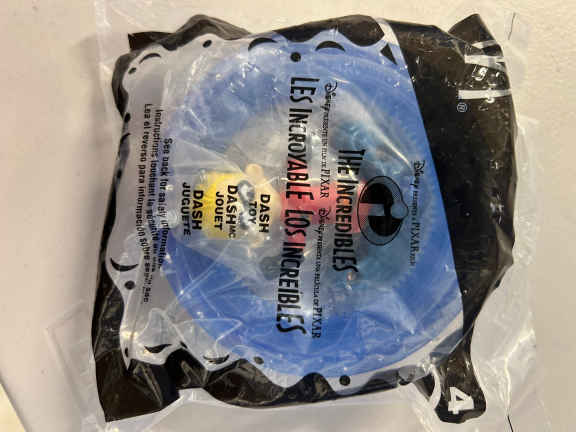 DISNEY PRESENTS A PIXAR FILM
THE INCREDIBLES
DISNEY PRÉSENTE UN FILM DE PIXAR
LES INCROYABLE
DISNEY PRESENTA UNA PELÍCULA DE PIXAR
LOS INCREÍBLES
®
DASH
TOY
DASH MC
JOUET
DASH
JUGUETE
See back for safety information.
Lea el reverso para información sobre
4